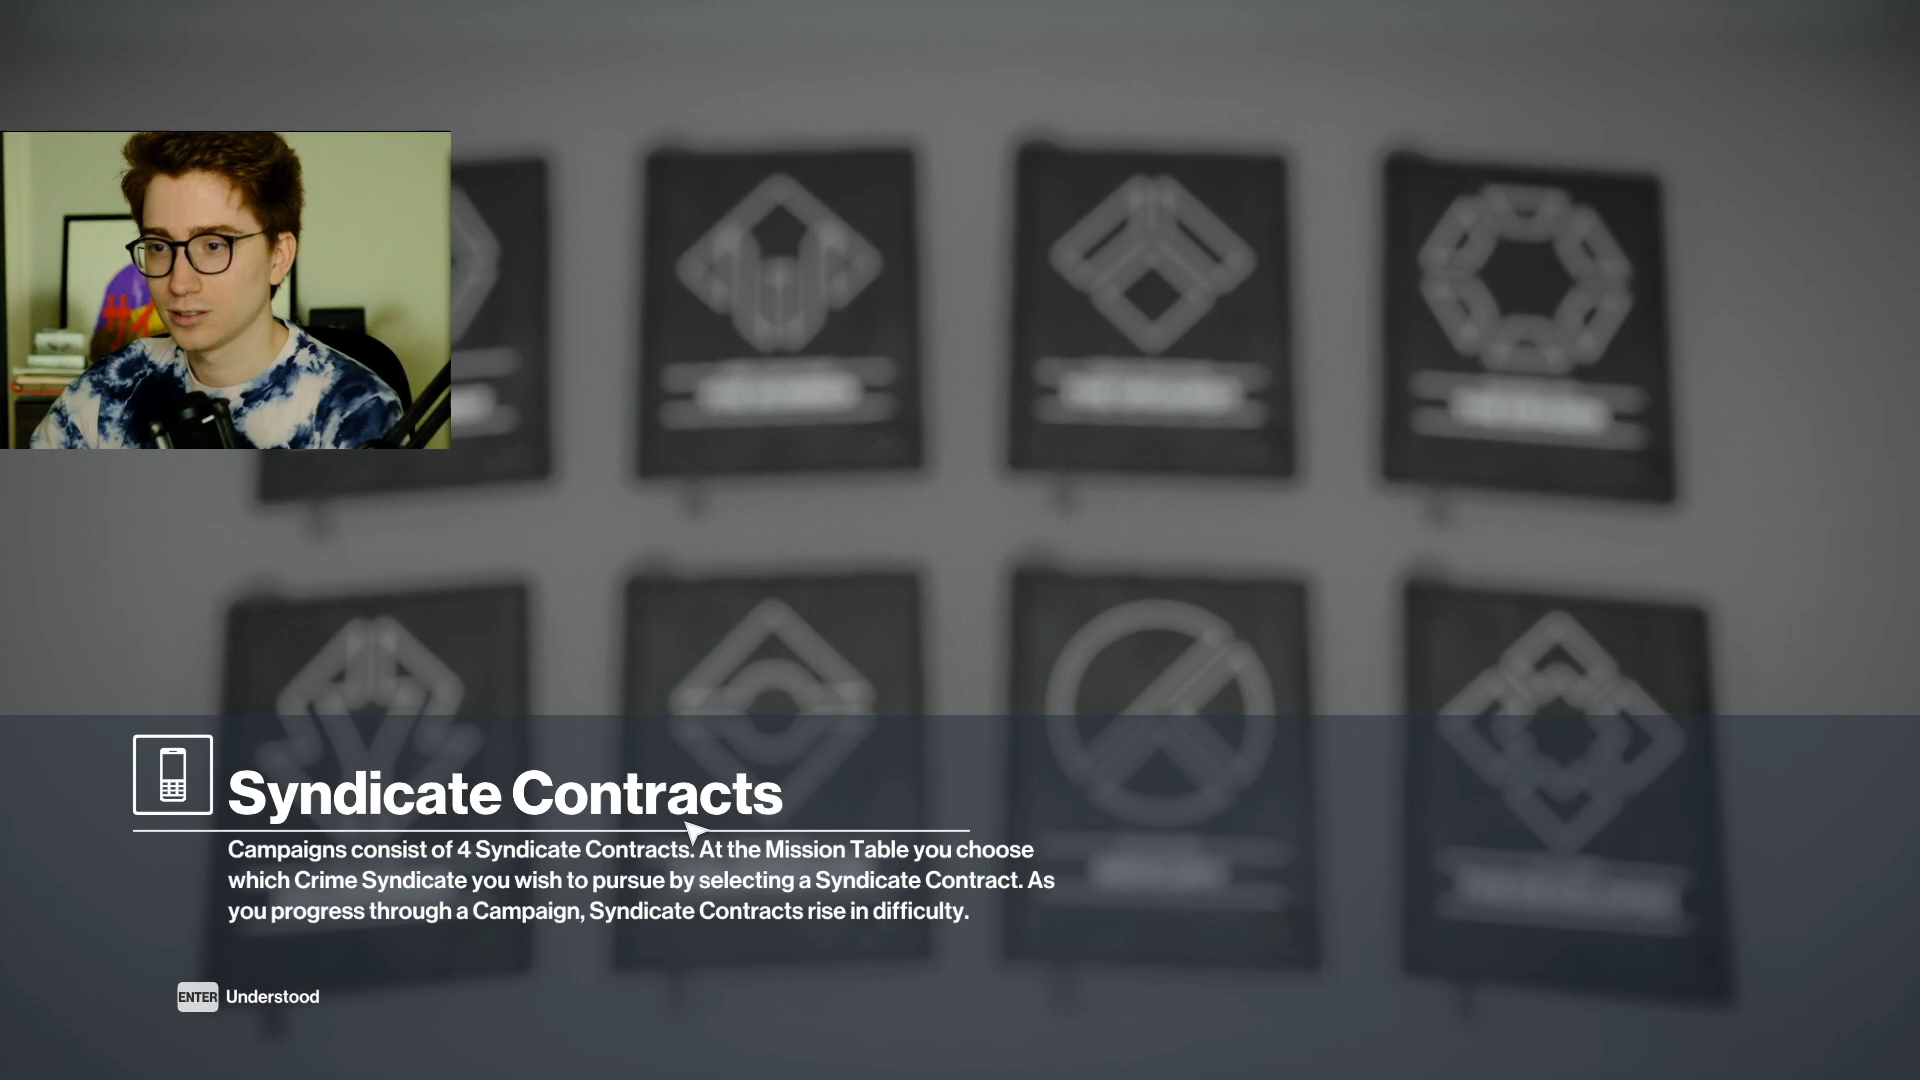 Syndicate Contracts
Campaigns consist of 4 Syndicate Contracts. At the Mission Table you choose
which Crime Syndicate you wish to pursue by selecting a Syndicate Contract. As
you progress through a Campaign, Syndicate Contracts rise in difficulty.
ENTER Understood